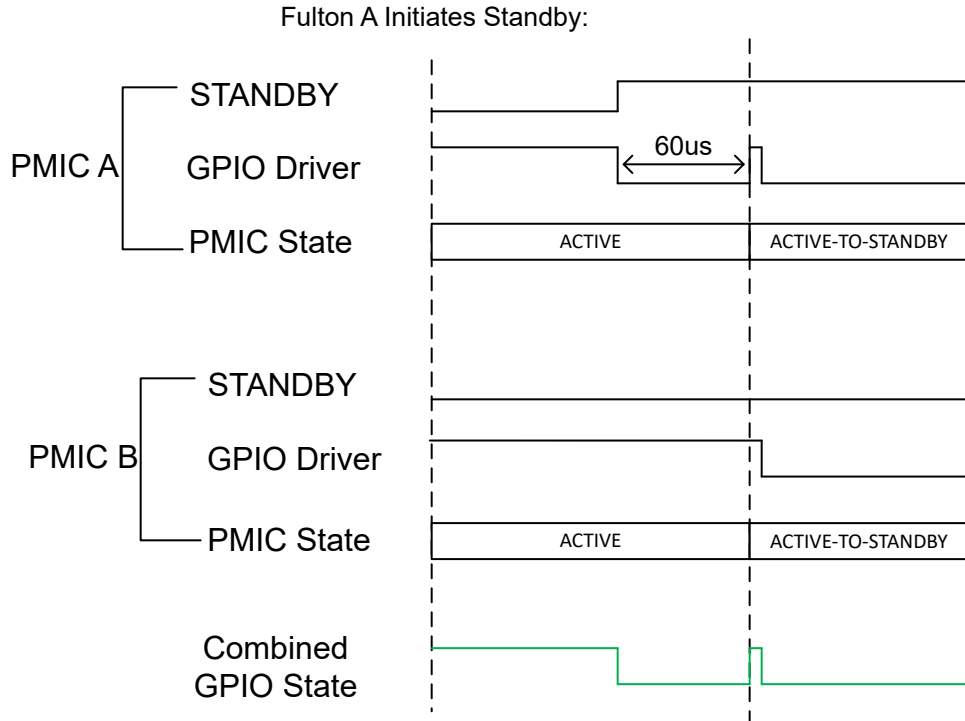 Fulton A Initiates Standby:
STANDBY
PMIC A
GPIO Driver
60us
PMIC State
ACTIVE
ACTIVE-TO-STANDBY
STANDBY
PMIC B
GPIO Driver
PMIC State
ACTIVE
ACTIVE-TO-STANDBY
Combined
GPIO State